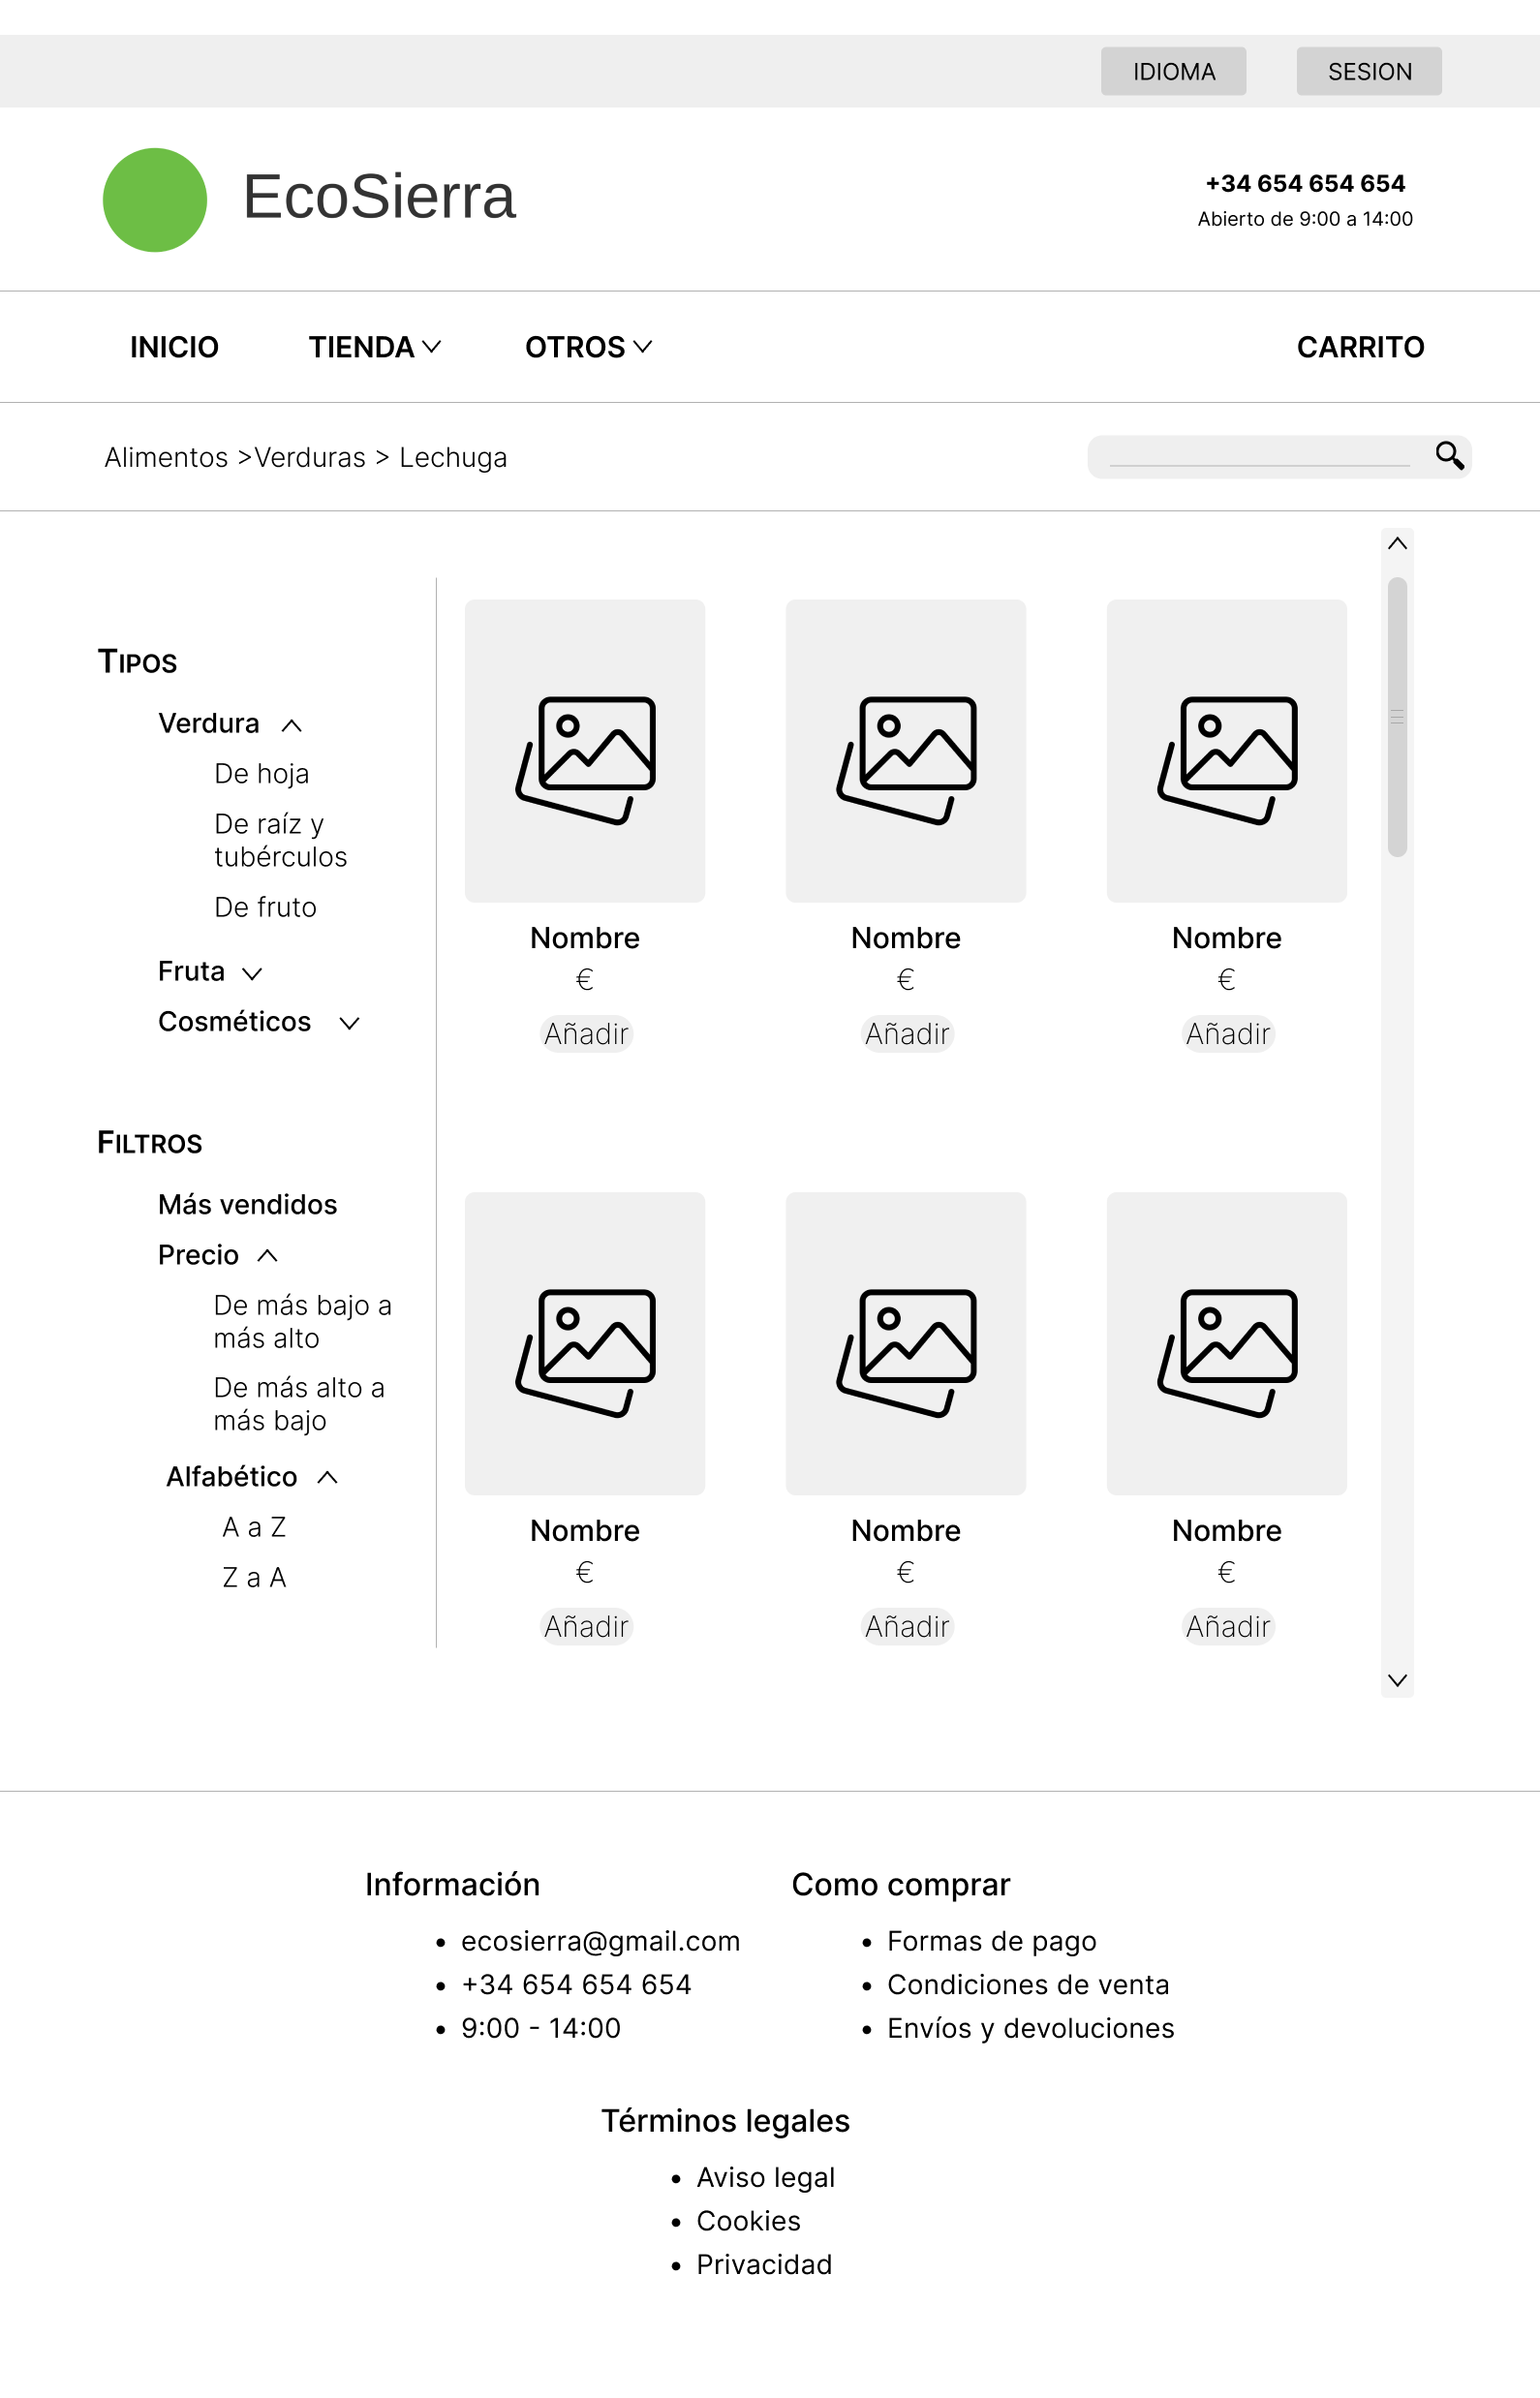 IDIOMA SESION
EcoSierra
+34 654 654 654
Abierto de 9:00 a 14:00
INICIO TIENDA OTROS CARRITO
Alimentos >Verduras > Lechuga
TIPOS
Verdura
De hoja
De raíz y
tubérculos
De fruto
Fruta
Cosméticos
FILTROS
Más vendidos
Precio
De más bajo a
más alto
De más alto a
más bajo
Alfabético
A a Z
Z a A
Nombre Nombre Nombre
€ € €
Añadir Añadir Añadir
Nombre Nombre Nombre
€ € €
Añadir Añadir Añadir
Información
• ecosierra@gmail.com
• +34 654 654 654
• 9:00 - 14:00
Como comprar
• Formas de pago
• Condiciones de venta
• Envíos y devoluciones
Términos legales
• Aviso legal
• Cookies
• Privacidad